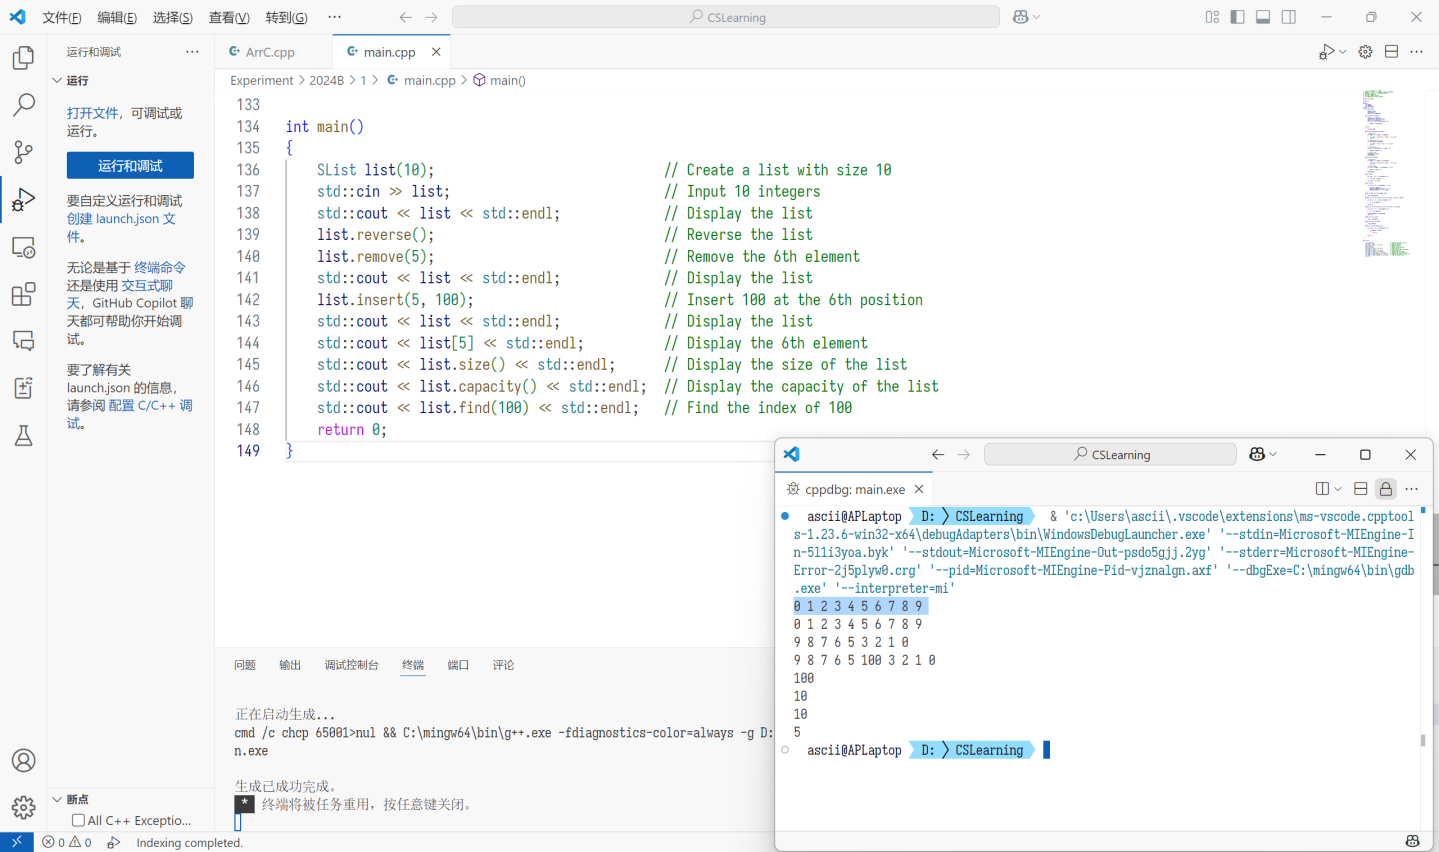 文件(F) 编辑(E) 选择(S) 查看(V) 转到(G) ··· CSLearning
运行和调试 ···
运行
打开文件，可调试或
运行。
运行和调试
要自定义运行和调试
创建 launch.json 文
件。
无论是基于 终端命令
还是使用 交互式聊
天，GitHub Copilot 聊
天都可帮助你开始调
试。
要了解有关
launch.json 的信息，
请参阅 配置 C/C++ 调
试。
断点
All C++ Exceptio...
ArrC.cpp main.cpp
Experiment > 2024B > 1 > main.cpp > main()
133
134 int main()
135 {
136 SList list(10); // Create a list with size 10
137 std::cin >> list; // Input 10 integers
138 std::cout << list << std::endl; // Display the list
139 list.reverse(); // Reverse the list
140 list.remove(5); // Remove the 6th element
141 std::cout << list << std::endl; // Display the list
142 list.insert(5, 100); // Insert 100 at the 6th position
143 std::cout << list << std::endl; // Display the list
144 std::cout << list[5] << std::endl; // Display the 6th element
145 std::cout << list.size() << std::endl; // Display the size of the list
146 std::cout << list.capacity() << std::endl; // Display the capacity of the list
147 std::cout << list.find(100) << std::endl; // Find the index of 100
148 return 0;
149 }
问题 输出 调试控制台 终端 端口 评论
正在启动生成...
cmd /c chcp 65001>nul && C:\mingw64\bin\g++.exe -fdiagnostics-color=always -g D:
n.exe
生成已成功完成。
* 终端将被任务重用，按任意键关闭。
CSLearning
cppdbg: main.exe
ascii@APLaptop D: CSLearning & 'c:\Users\ascii\.vscode\extensions\ms-vscode.cpptool
s-1.23.6-win32-x64\debugAdapters\bin\WindowsDebugLauncher.exe' '--stdin=Microsoft-MIEngine-I
n-5l1i3yoa.byk' '--stdout=Microsoft-MIEngine-Out-psdo5gjj.2yg' '--stderr=Microsoft-MIEngine-
Error-2j5plyw0.crg' '--pid=Microsoft-MIEngine-Pid-vjznalgn.axf' '--dbgExe=C:\mingw64\bin\gdb
.exe' '--interpreter=mi'
0 1 2 3 4 5 6 7 8 9
0 1 2 3 4 5 6 7 8 9
9 8 7 6 5 3 2 1 0
9 8 7 6 5 100 3 2 1 0
100
10
10
5
ascii@APLaptop D: CSLearning
0 0 Indexing completed.